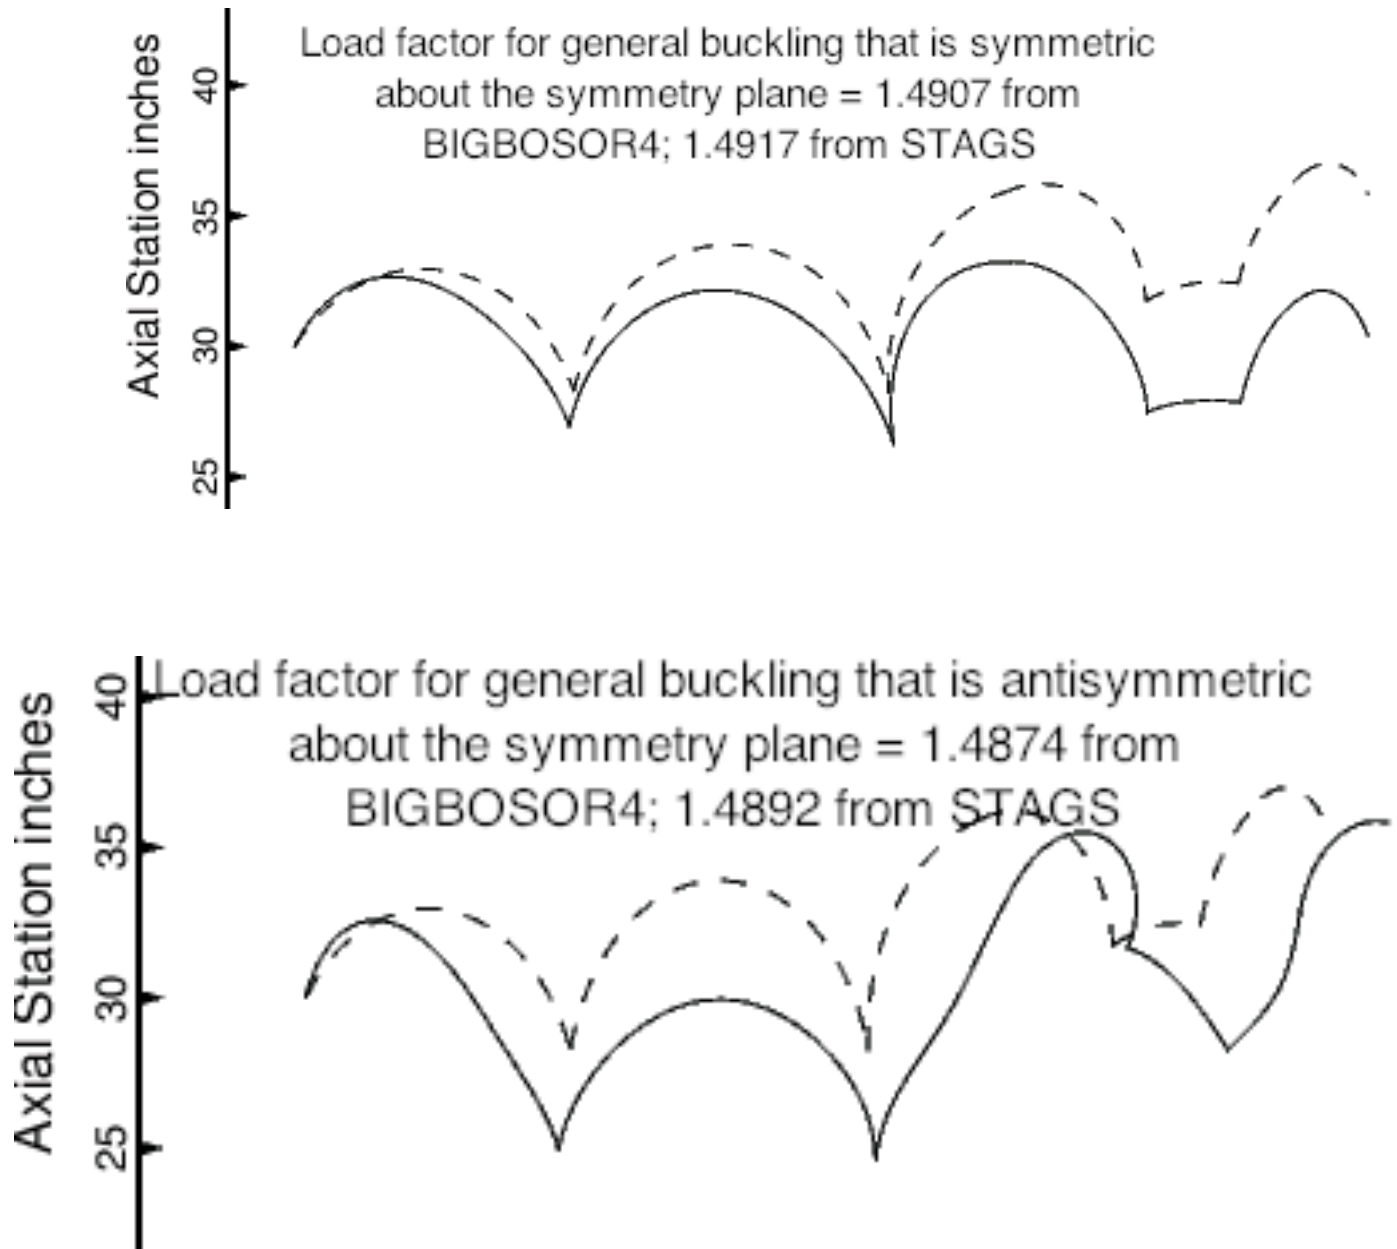 Load factor for general buckling that is symmetric
about the symmetry plane = 1.4907 from
BIGBOSOR4; 1.4917 from STAGS
Axial Station inches
40
35
30
25
Load factor for general buckling that is antisymmetric
about the symmetry plane = 1.4874 from
BIGBOSOR4; 1.4892 from STAGS
Axial Station inches
40
35
30
25